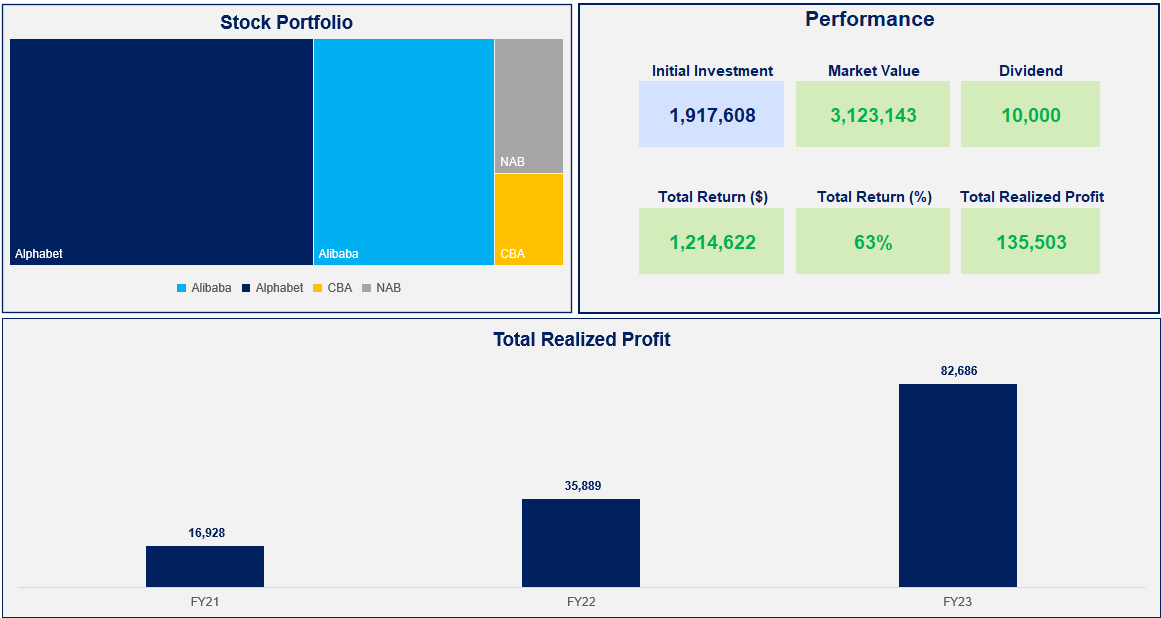 Stock Portfolio
Alphabet
Alibaba
NAB
CBA
Alibaba Alphabet CBA NAB
Performance
Initial Investment Market Value Dividend
1,917,608 3,123,143 10,000
Total Return ($) Total Return (%) Total Realized Profit
1,214,622 63% 135,503
Total Realized Profit
16,928
35,889
82,686
FY21 FY22 FY23